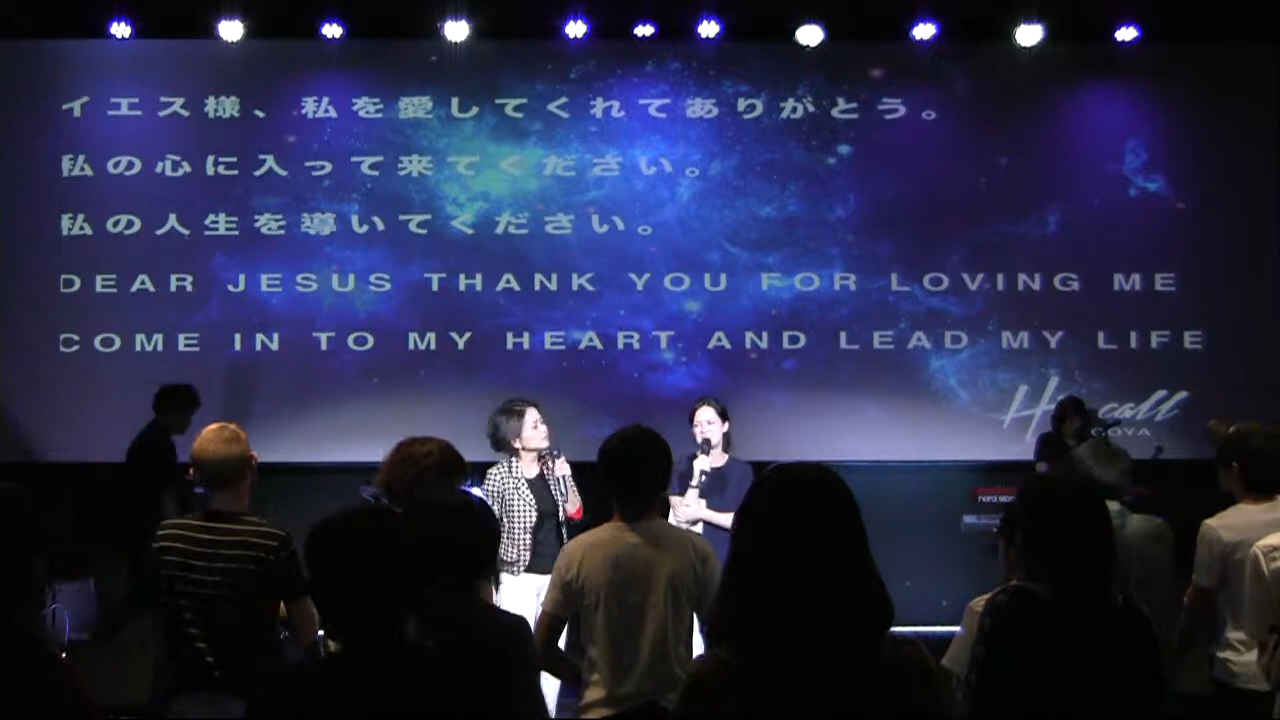 イエス様、私を愛してくれてありがとう。
私の心に入って来てください。
私の人生を導いてください。
DEAR JESUS THANK YOU FOR LOVING ME
COME IN TO MY HEART AND LEAD MY LIFE
call